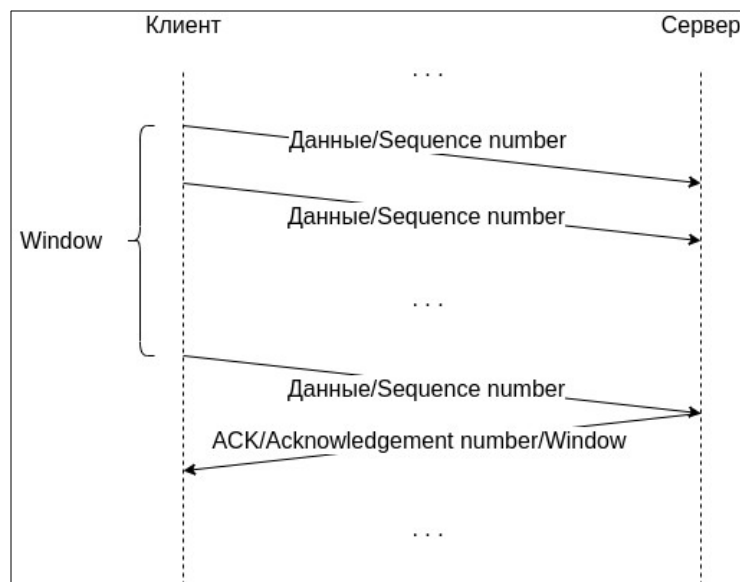 Клиент
Сервер
. . .
Данные/Sequence number
Данные/Sequence number
Window
. . .
Данные/Sequence number
ACK/Acknowledgement number/Window
. . .